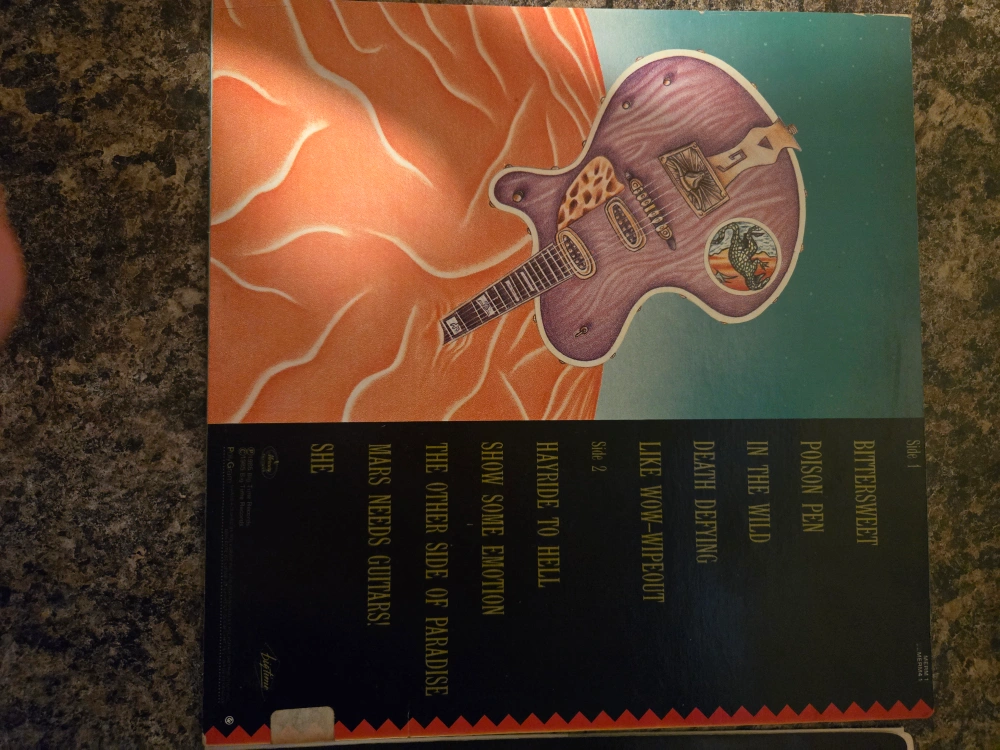 Side 1
BITTERSWEET
POISON PEN
IN THE WILD
DEATH DEFYING
LIKE WOW–WIPEOUT
Side 2
HAYRIDE TO HELL
SHOW SOME EMOTION
THE OTHER SIDE OF PARADISE
MARS NEEDS GUITARS!
SHE